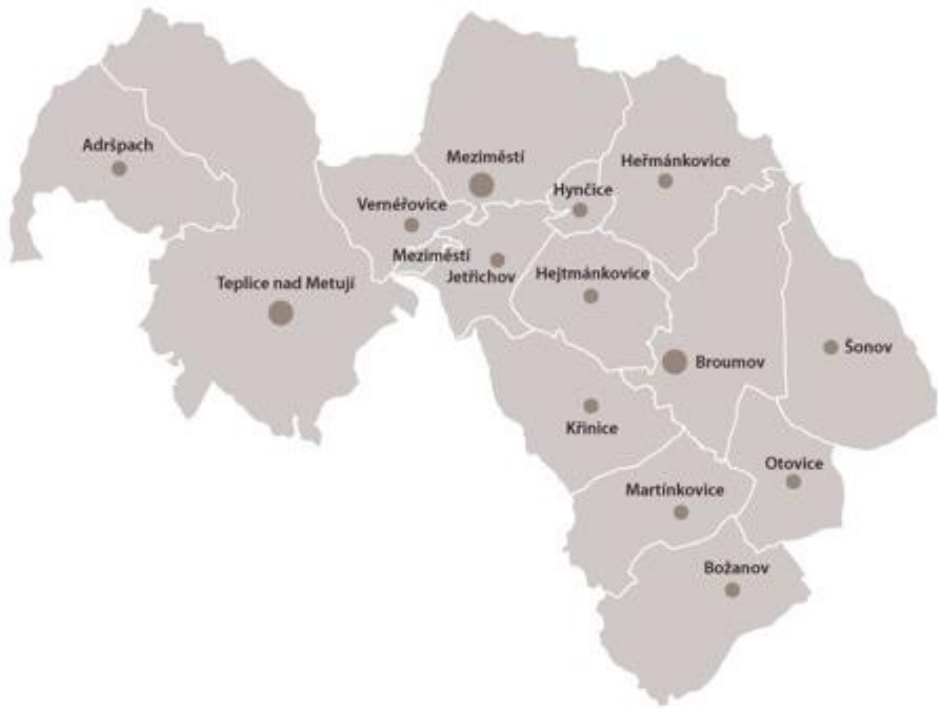 Adršpach
Meziměstí
Heřmánkovice
Hynčice
Vernéřovice
Meziměstí
Jetřichov
Hejtmánkovice
Teplice nad Metují
Šonov
Broumov
Křinice
Otovice
Martínkovice
Božanov